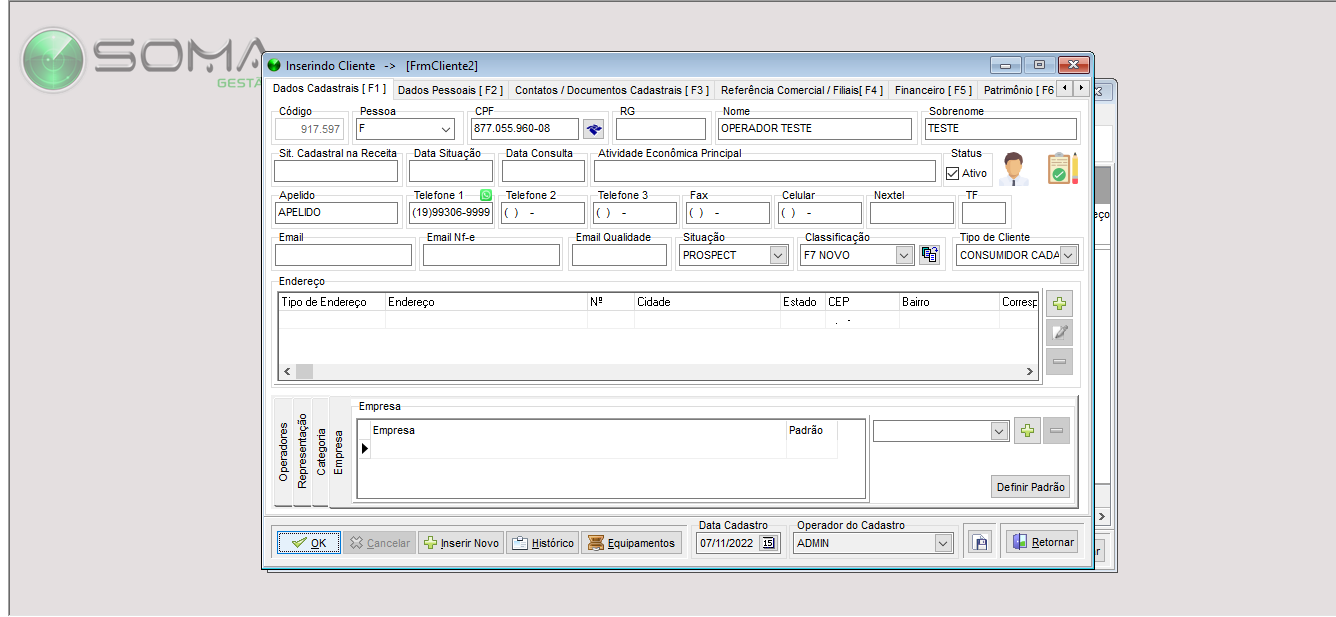 SOMA
GESTÃ
Inserindo Cliente -> [FrmCliente2]
Dados Cadastrais [ F1 ] Dados Pessoais [ F2 ] Contatos / Documentos Cadastrais [ F3 ] Referência Comercial / Filiais[ F4 ] Financeiro [ F5 ] Patrimônio [ F6
Código Pessoa CPF RG Nome Sobrenome
917.597 F 877.055.960-08 OPERADOR TESTE TESTE
Sit. Cadastral na Receita Data Situação Data Consulta Atividade Econômica Principal Status
Ativo
Apelido Telefone 1 Telefone 2 Telefone 3 Fax Celular Nextel TF
APELIDO (19)99306-9999 ( ) - ( ) - ( ) - ( ) -
eço
Email Email Nf-e Email Qualidade Situação Classificação Tipo de Cliente
PROSPECT F7 NOVO CONSUMIDOR CADA
Endereço
Tipo de Endereço Endereço Nº Cidade Estado CEP Bairro Corresp
. -
Operadores
Representação
Categoria
Empresa
Empresa
Empresa Padrão
Definir Padrão
Data Cadastro Operador do Cadastro
OK Cancelar Inserir Novo Histórico Equipamentos 07/11/2022 15 ADMIN Retornar
ar